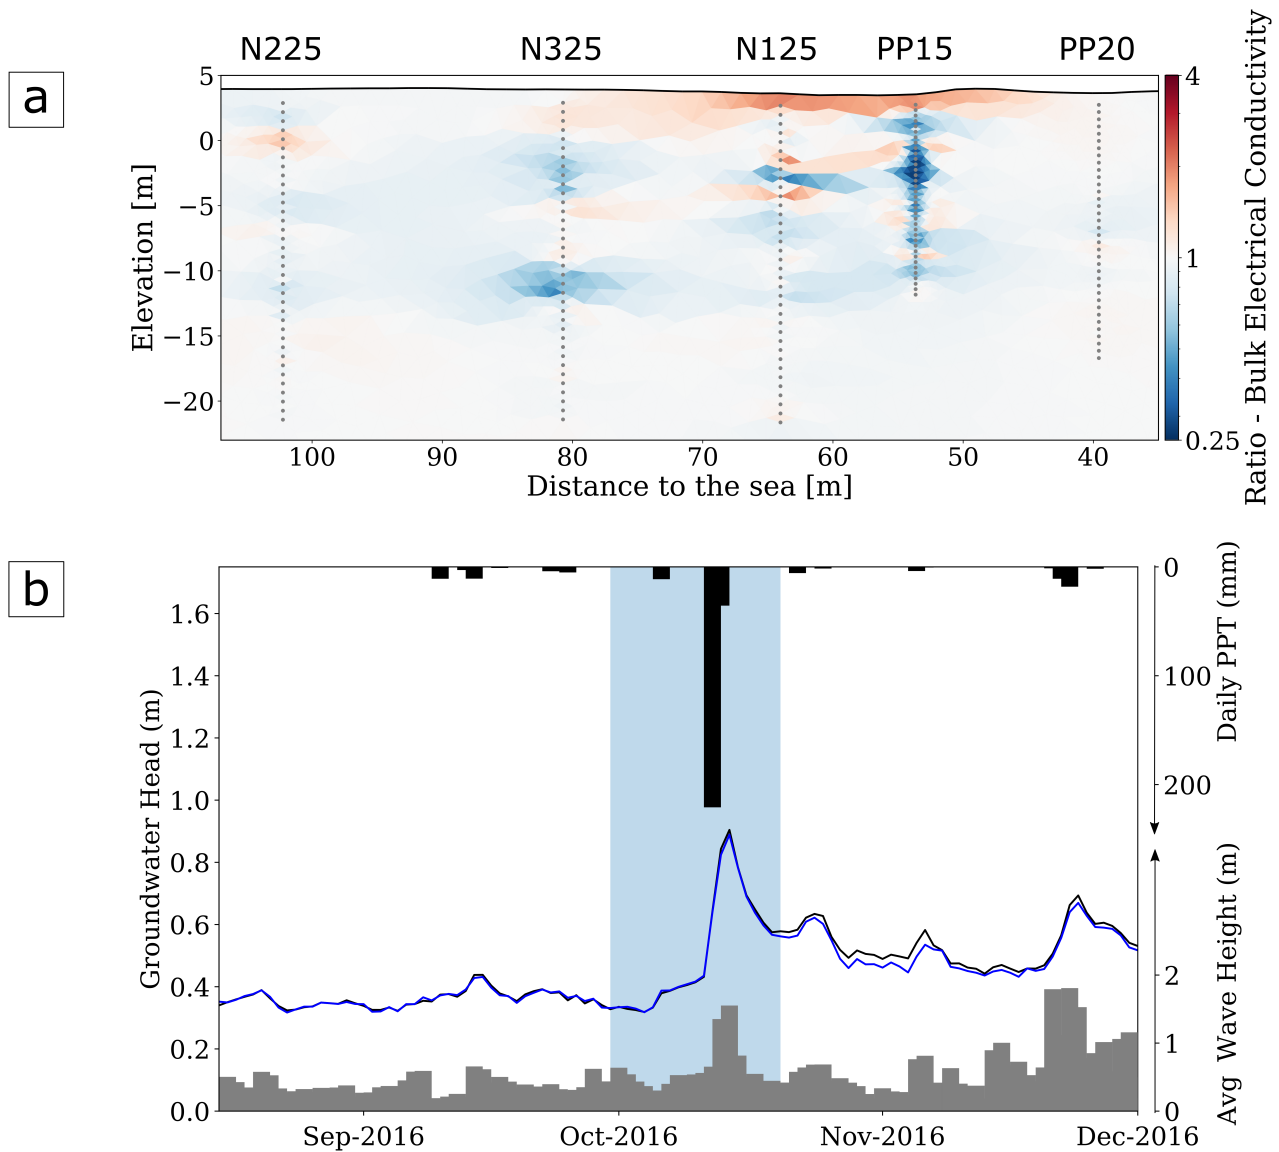 N225 N325 N125 PP15 PP20
a
5
0
−5
−10
−15
−20
Elevation [m]
100 90 80 70 60 50 40
Distance to the sea [m]
4
1
0.25
Ratio - Bulk Electrical Conductivity
b
1.6
1.4
1.2
1.0
0.8
0.6
0.4
0.2
0.0
Groundwater Head (m)
0
100
200
Daily PPT (mm)
2
1
0
Avg Wave Height (m)
Sep-2016 Oct-2016 Nov-2016 Dec-2016